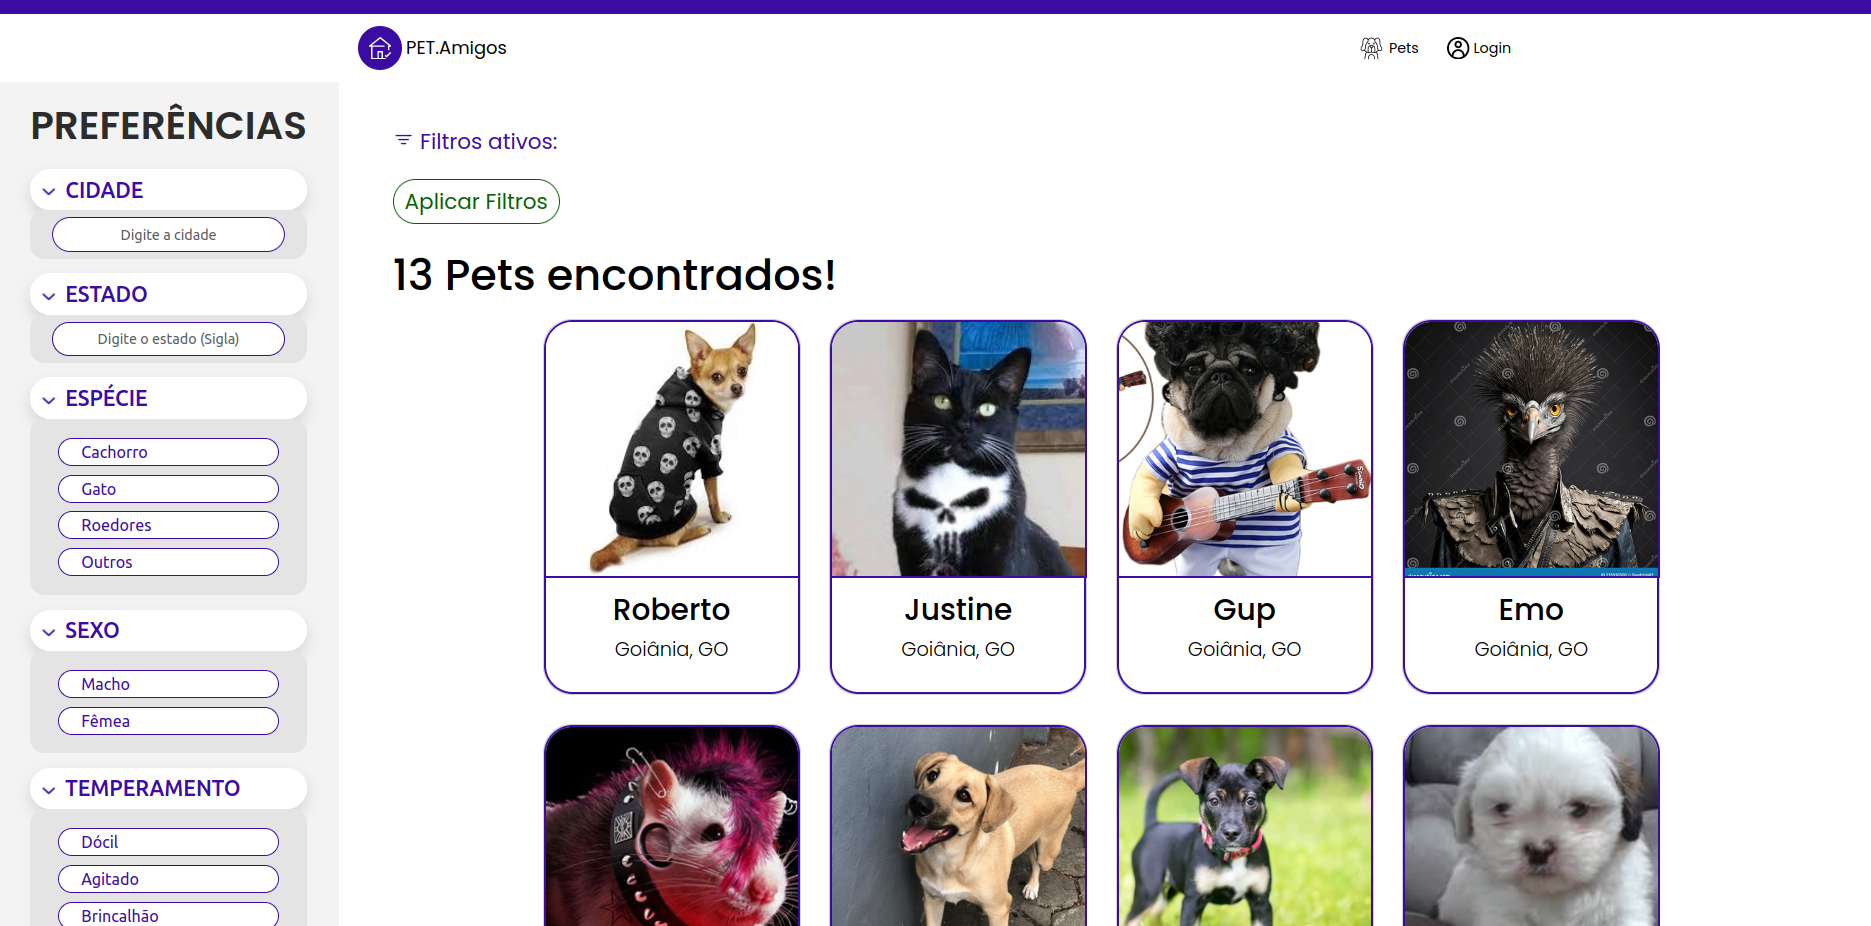 PET.Amigos
Pets
Login
PREFERÊNCIAS
CIDADE
Digite a cidade
ESTADO
Digite o estado (Sigla)
ESPÉCIE
Cachorro
Gato
Roedores
Outros
SEXO
Macho
Fêmea
TEMPERAMENTO
Dócil
Agitado
Brincalhão
Filtros ativos:
Aplicar Filtros
13 Pets encontrados!
Roberto
Goiânia, GO
Justine
Goiânia, GO
Gup
Goiânia, GO
Emo
Goiânia, GO